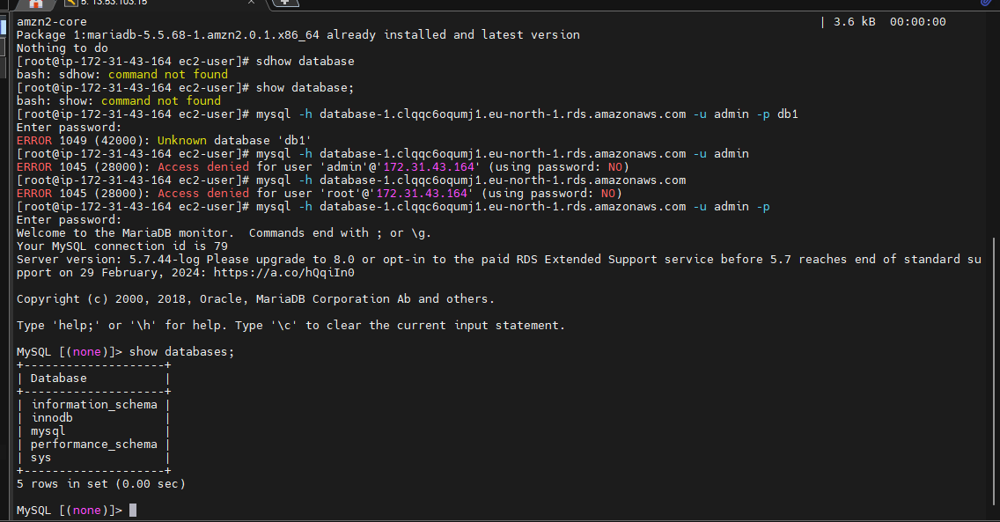 5. 13.53.103.15
amzn2-core | 3.6 kB 00:00:00
Package 1:mariadb-5.5.68-1.amzn2.0.1.x86_64 already installed and latest version
Nothing to do
[root@ip-172-31-43-164 ec2-user]# sdhow database
bash: sdhow: command not found
[root@ip-172-31-43-164 ec2-user]# show database;
bash: show: command not found
[root@ip-172-31-43-164 ec2-user]# mysql -h database-1.clqqc6oqumj1.eu-north-1.rds.amazonaws.com -u admin -p db1
Enter password:
ERROR 1049 (42000): Unknown database 'db1'
[root@ip-172-31-43-164 ec2-user]# mysql -h database-1.clqqc6oqumj1.eu-north-1.rds.amazonaws.com -u admin
ERROR 1045 (28000): Access denied for user 'admin'@'172.31.43.164' (using password: NO)
[root@ip-172-31-43-164 ec2-user]# mysql -h database-1.clqqc6oqumj1.eu-north-1.rds.amazonaws.com
ERROR 1045 (28000): Access denied for user 'root'@'172.31.43.164' (using password: NO)
[root@ip-172-31-43-164 ec2-user]# mysql -h database-1.clqqc6oqumj1.eu-north-1.rds.amazonaws.com -u admin -p
Enter password:
Welcome to the MariaDB monitor.  Commands end with ; or \g.
Your MySQL connection id is 79
Server version: 5.7.44-log Please upgrade to 8.0 or opt-in to the paid RDS Extended Support service before 5.7 reaches end of standard su
pport on 29 February, 2024: https://a.co/hQqiIn0
Copyright (c) 2000, 2018, Oracle, MariaDB Corporation Ab and others.
Type 'help;' or '\h' for help. Type '\c' to clear the current input statement.
MySQL [(none)]> show databases;
+--------------------+
| Database           |
+--------------------+
| information_schema |
| innodb             |
| mysql              |
| performance_schema |
| sys                |
+--------------------+
5 rows in set (0.00 sec)
MySQL [(none)]>